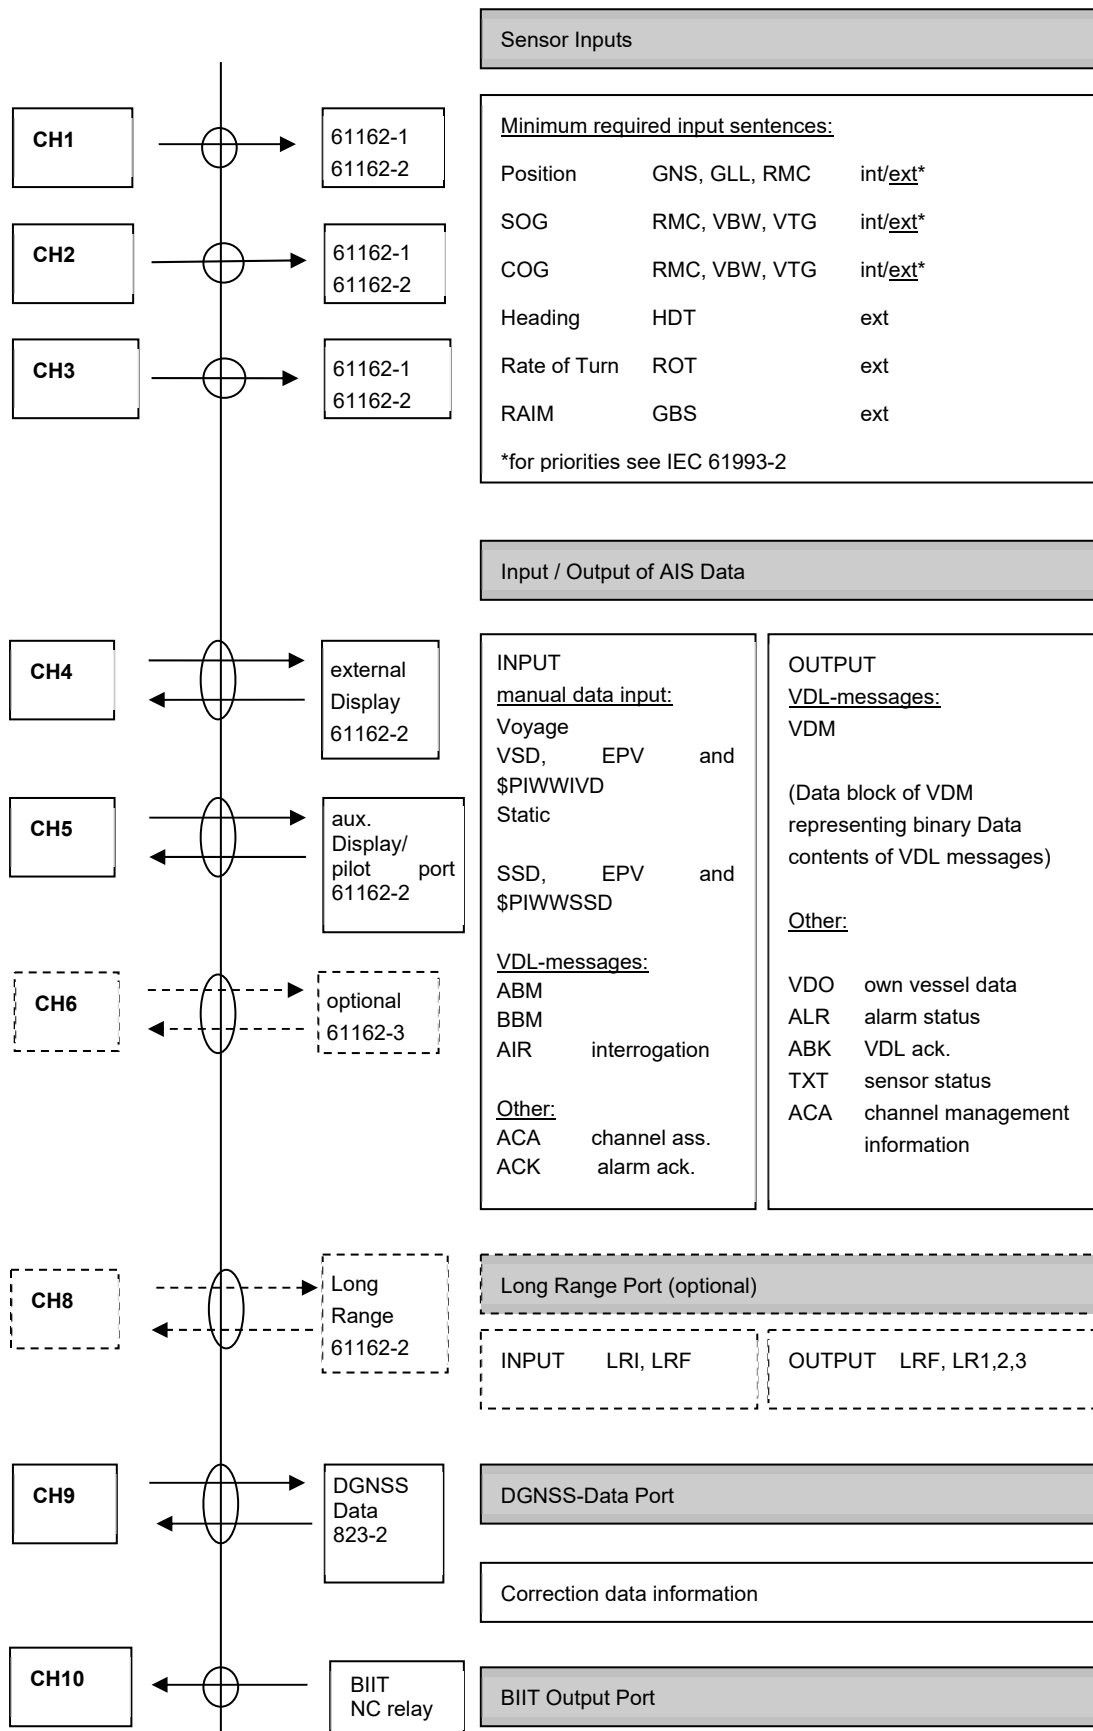 Sensor Inputs
CH1
61162-1
61162-2
CH2
61162-1
61162-2
CH3
61162-1
61162-2
Minimum required input sentences:
Position GNS, GLL, RMC int/ext*
SOG RMC, VBW, VTG int/ext*
COG RMC, VBW, VTG int/ext*
Heading HDT ext
Rate of Turn ROT ext
RAIM GBS ext
*for priorities see IEC 61993-2
Input / Output of AIS Data
CH4
external
Display
61162-2
CH5
aux.
Display/
pilot port
61162-2
CH6
optional
61162-3
INPUT
manual data input:
Voyage
VSD, EPV and
$PIWWIVD
Static
SSD, EPV and
$PIWWSSD
VDL-messages:
ABM
BBM
AIR interrogation
Other:
ACA channel ass.
ACK alarm ack.
OUTPUT
VDL-messages:
VDM
(Data block of VDM
representing binary Data
contents of VDL messages)
Other:
VDO own vessel data
ALR alarm status
ABK VDL ack.
TXT sensor status
ACA channel management
information
CH8
Long
Range
61162-2
Long Range Port (optional)
INPUT LRI, LRF
OUTPUT LRF, LR1,2,3
CH9
DGNSS
Data
823-2
DGNSS-Data Port
Correction data information
CH10
BIIT
NC relay
BIIT Output Port